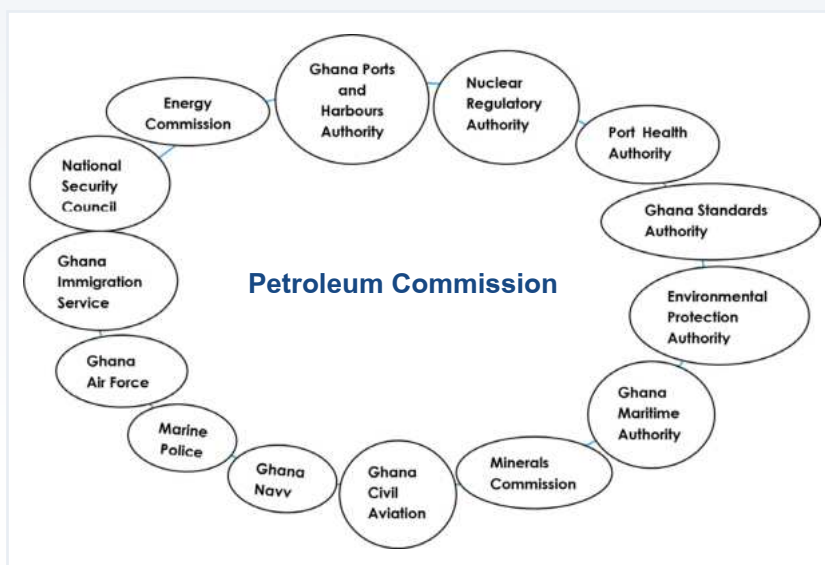 Ghana Ports
and
Harbours
Authority
Nuclear
Regulatory
Authority
Port Health
Authority
Ghana Standards
Authority
Environmental
Protection
Authority
Ghana
Maritime
Authority
Minerals
Commission
Ghana
Civil
Aviation
Ghana
Navy
Marine
Police
Ghana
Air Force
Ghana
Immigration
Service
National
Security
Council
Energy
Commission
Petroleum Commission